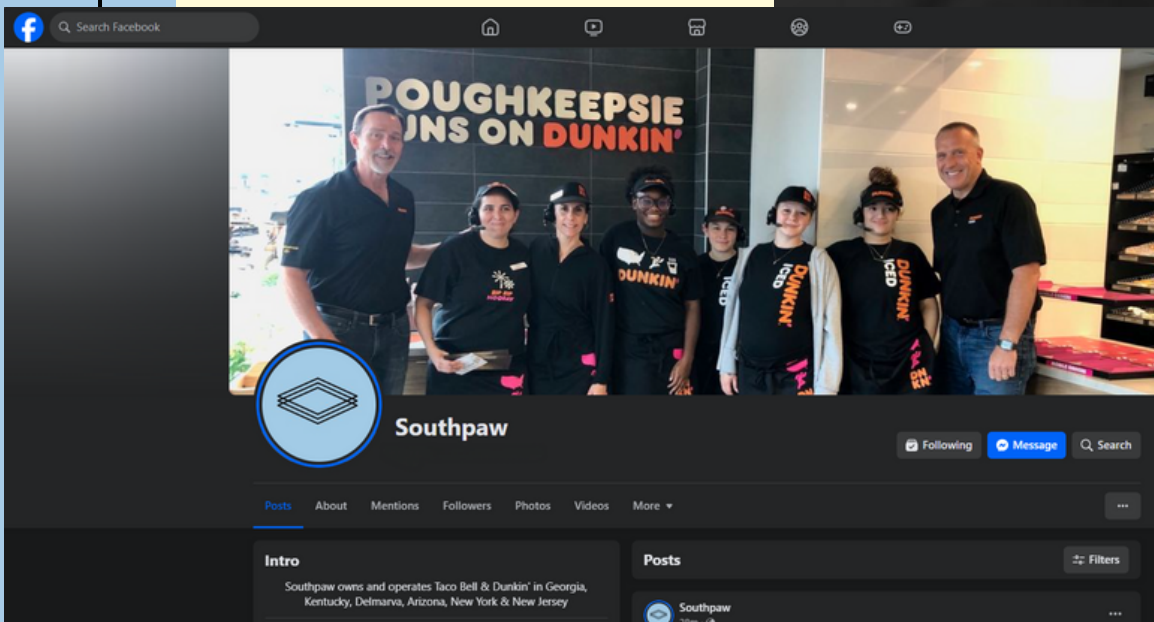 Search Facebook
POUGHKEEPSIE
RUNS ON DUNKIN'
DUNKIN'
ICED
DUNKIN'
ICED
DUNKIN'
ICED
Southpaw
Following
Message
Search
Posts
About
Mentions
Followers
Photos
Videos
More
Intro
Southpaw owns and operates Taco Bell & Dunkin' in Georgia,
Kentucky, Delmarva, Arizona, New York & New Jersey
Posts
Filters
Southpaw